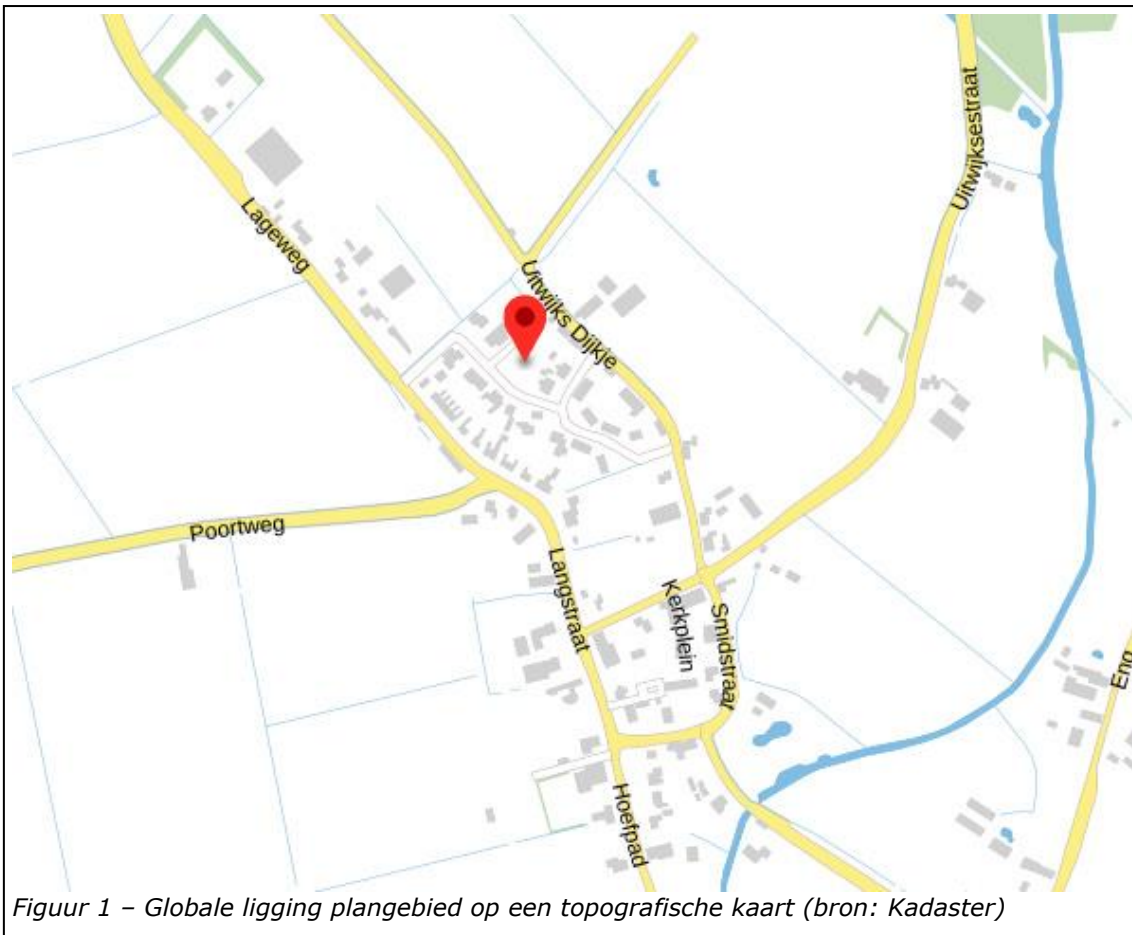 Uitwijksestraat
Lageweg
Uitwijks Dijkje
Poortweg
Langstraat
Kerkplein
Smidstraat
Eng
Hoefpad
Figuur 1 – Globale ligging plangebied op een topografische kaart (bron: Kadaster)